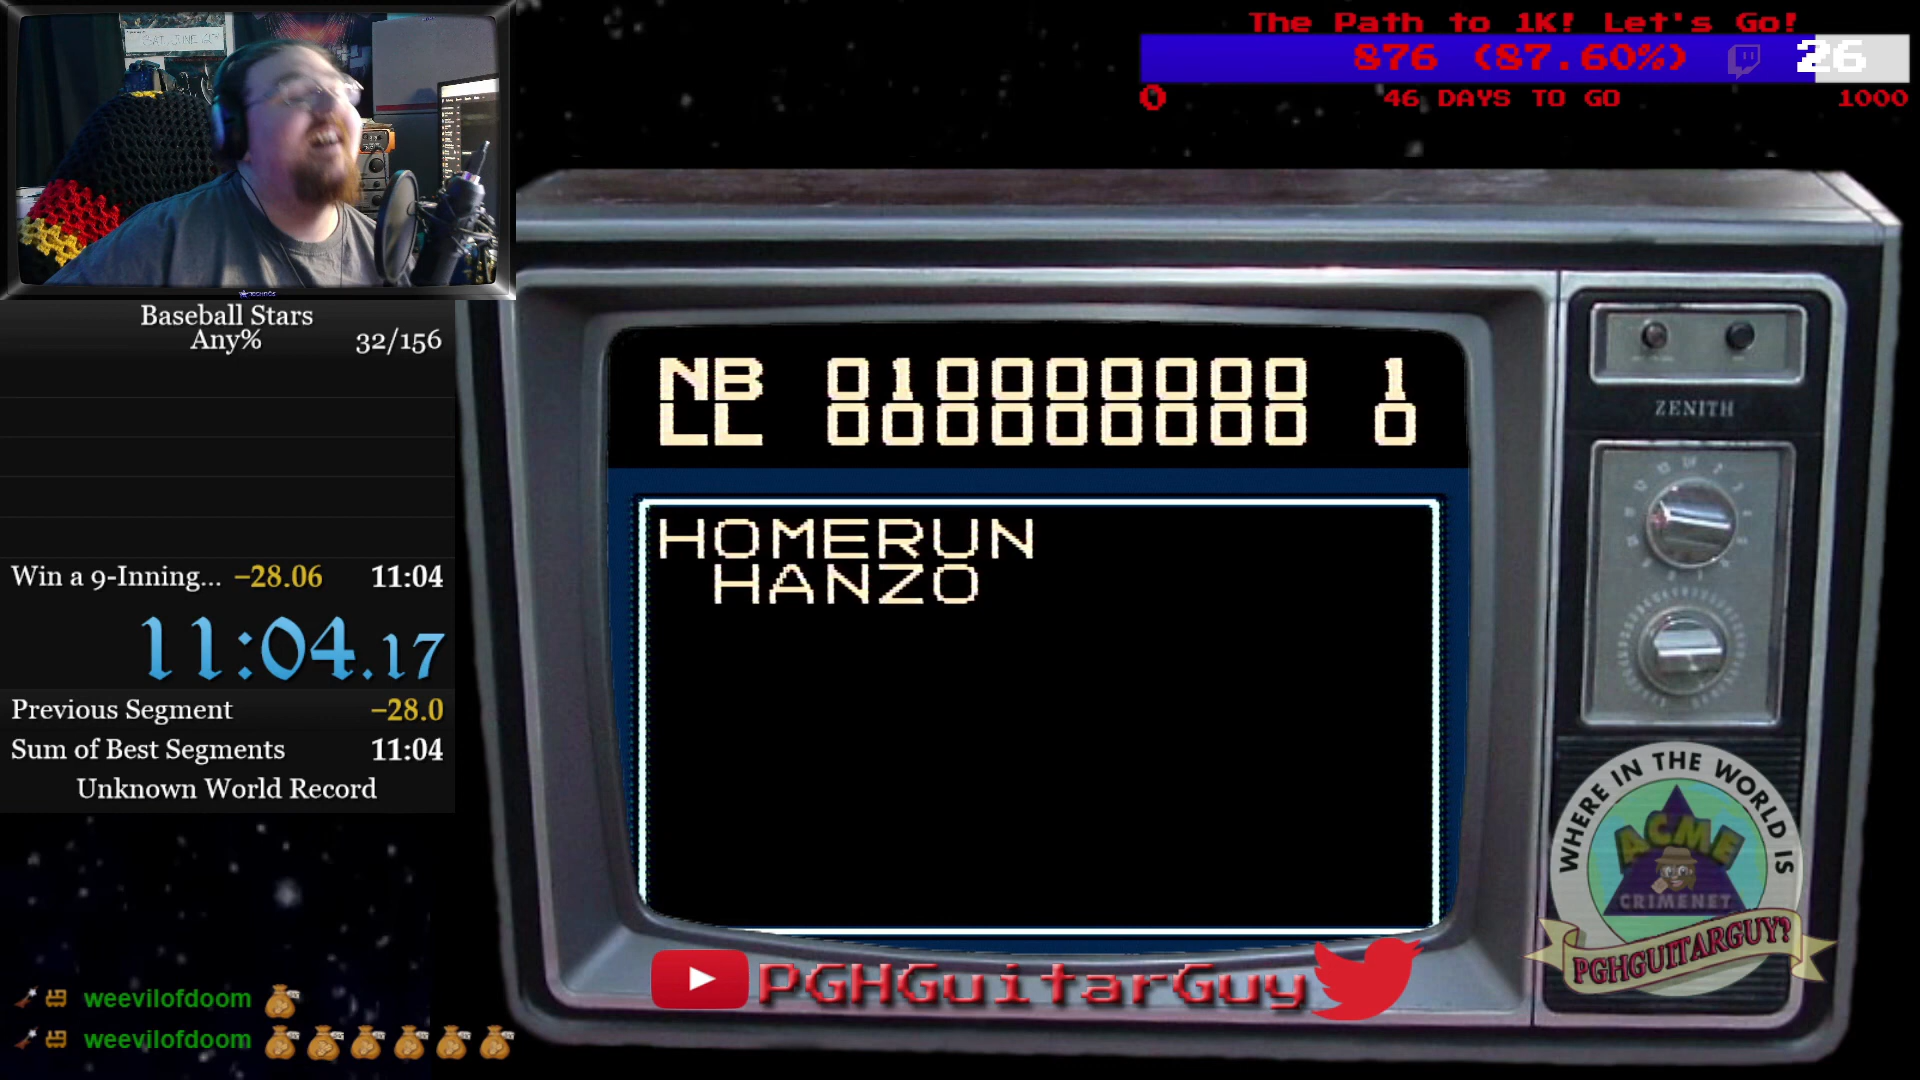 The Path to 1K! Let's Go!
876 (87.60%)
26
0
46 DAYS TO GO
1000
Baseball Stars
Any%
32/156
Win a 9-Inning... −28.06 11:04
11:04.17
Previous Segment −28.0
Sum of Best Segments 11:04
Unknown World Record
NB 010000000 1
LL 000000000 0
HOMERUN
HANZO
ZENITH
WHERE IN THE WORLD IS
ACME
CRIMENET
PGHGUITARGUY?
weevilofdoom
weevilofdoom
PGHGuitarGuy